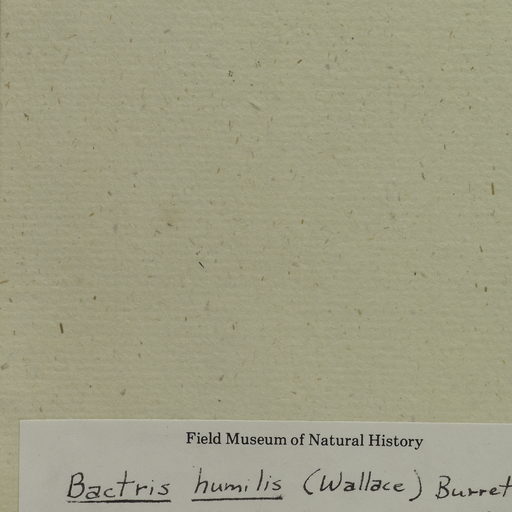 Field Museum of Natural History
Bactris humilis (Wallace) Burret